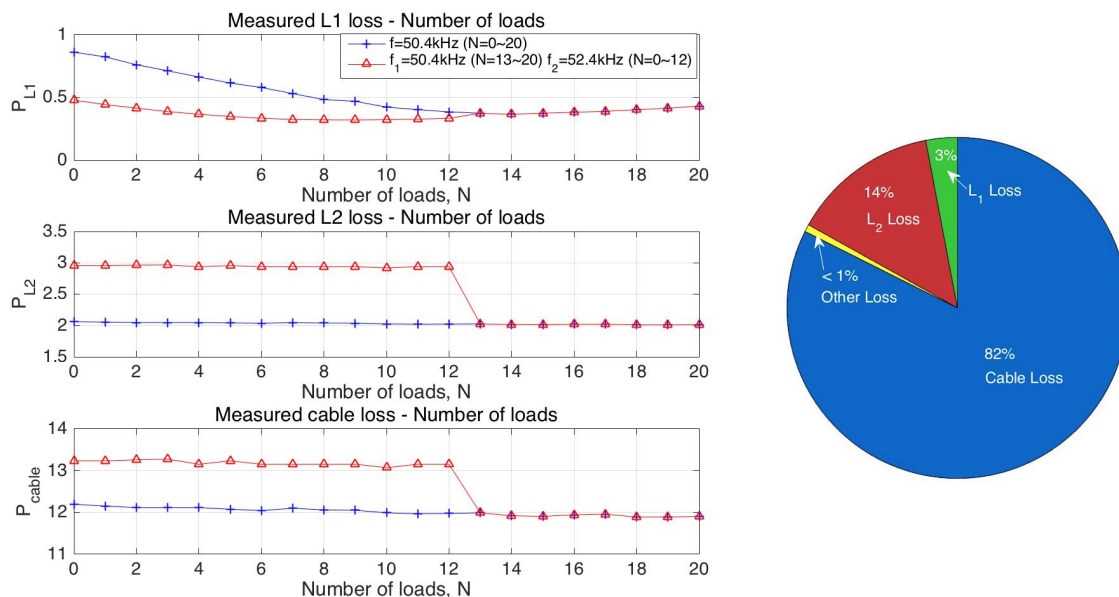 Measured L1 loss - Number of loads
f=50.4kHz (N=0~20)
f1=50.4kHz (N=13~20) f2=52.4kHz (N=0~12)
PL1
1
0.5
0
0 2 4 6 8 10 12 14 16 18 20
Number of loads, N
Measured L2 loss - Number of loads
PL2
3.5
3
2.5
2
1.5
0 2 4 6 8 10 12 14 16 18 20
Number of loads, N
Measured cable loss - Number of loads
Pcable
14
13
12
11
0 2 4 6 8 10 12 14 16 18 20
Number of loads, N
3%
L1 Loss
14%
L2 Loss
< 1%
Other Loss
82%
Cable Loss